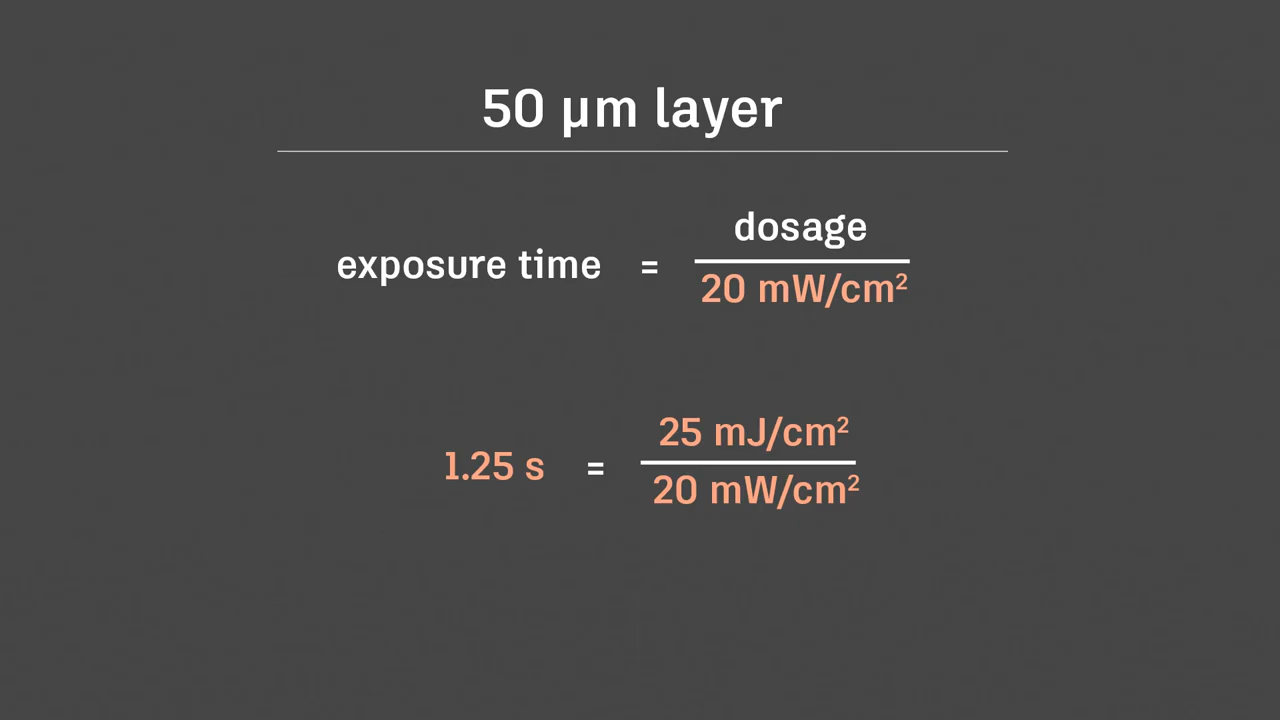 50 µm layer
exposure time = dosage
20 mW/cm²
1.25 s = 25 mJ/cm²
20 mW/cm²